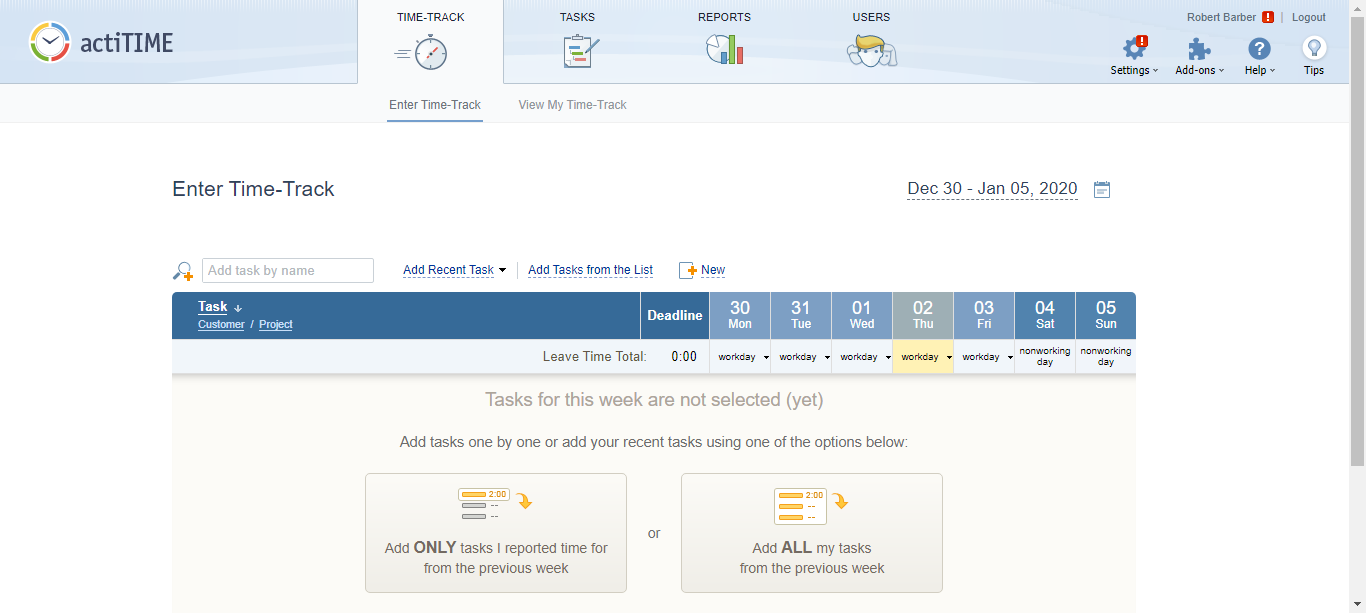 actiTIME
TIME-TRACK
TASKS
REPORTS
USERS
Robert Barber ! | Logout
Settings
Add-ons
Help
Tips
Enter Time-Track
View My Time-Track
Enter Time-Track
Dec 30 - Jan 05, 2020
Add task by name
Add Recent Task
Add Tasks from the List
New
Task ↓
Customer / Project
Deadline
30 Mon
31 Tue
01 Wed
02 Thu
03 Fri
04 Sat
05 Sun
Leave Time Total: 0:00
workday
workday
workday
workday
workday
nonworking day
nonworking day
Tasks for this week are not selected (yet)
Add tasks one by one or add your recent tasks using one of the options below:
2:00
Add ONLY tasks I reported time for
from the previous week
or
2:00
Add ALL my tasks
from the previous week